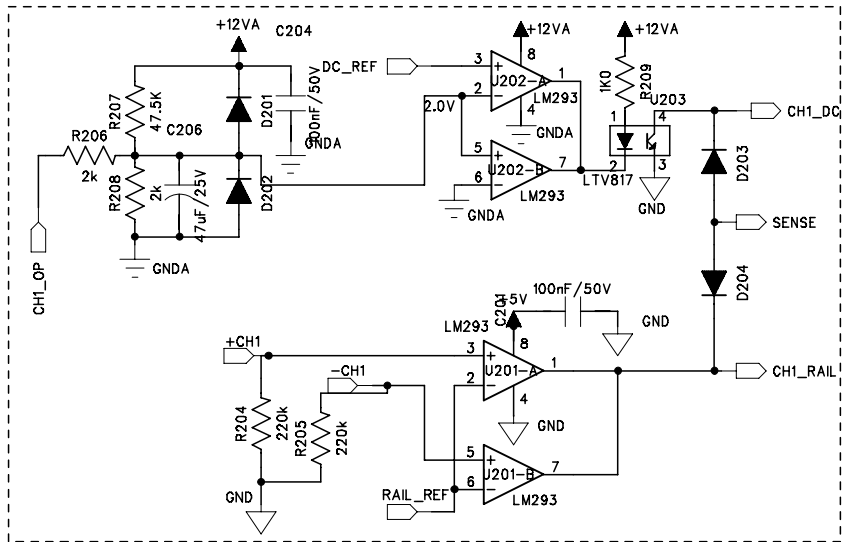 +12VA
C204
100nF/50V
R207
47.5K
D201
GNDA
C206
R206
2k
R208
2k
47uF/25V
D202
GNDA
CH1_OP
DC_REF
2.0V
+12VA
3
+
8
1
U202-A
2
−
4
LM293
GNDA
5
+
7
U202-B
6
−
LM293
GNDA
+12VA
1K0
R209
U203
1
4
2
3
LTV817
GND
CH1_DC
D203
SENSE
D204
CH1_RAIL
+CH1
−CH1
R204
220k
R205
220k
GND
RAIL_REF
LM293
C201
+5V
100nF/50V
GND
3
+
8
1
U201-A
2
−
4
GND
5
+
7
U201-B
6
−
LM293